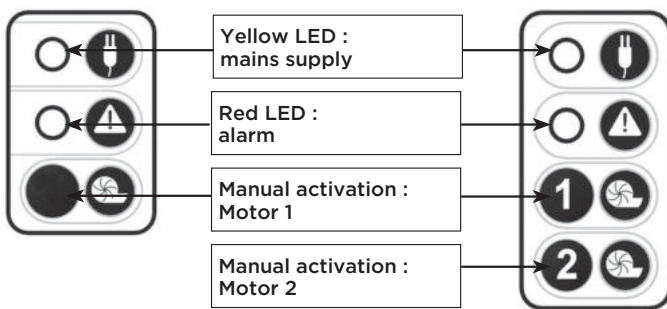 Yellow LED :
mains supply
Red LED :
alarm
Manual activation :
Motor 1
1
Manual activation :
Motor 2
2